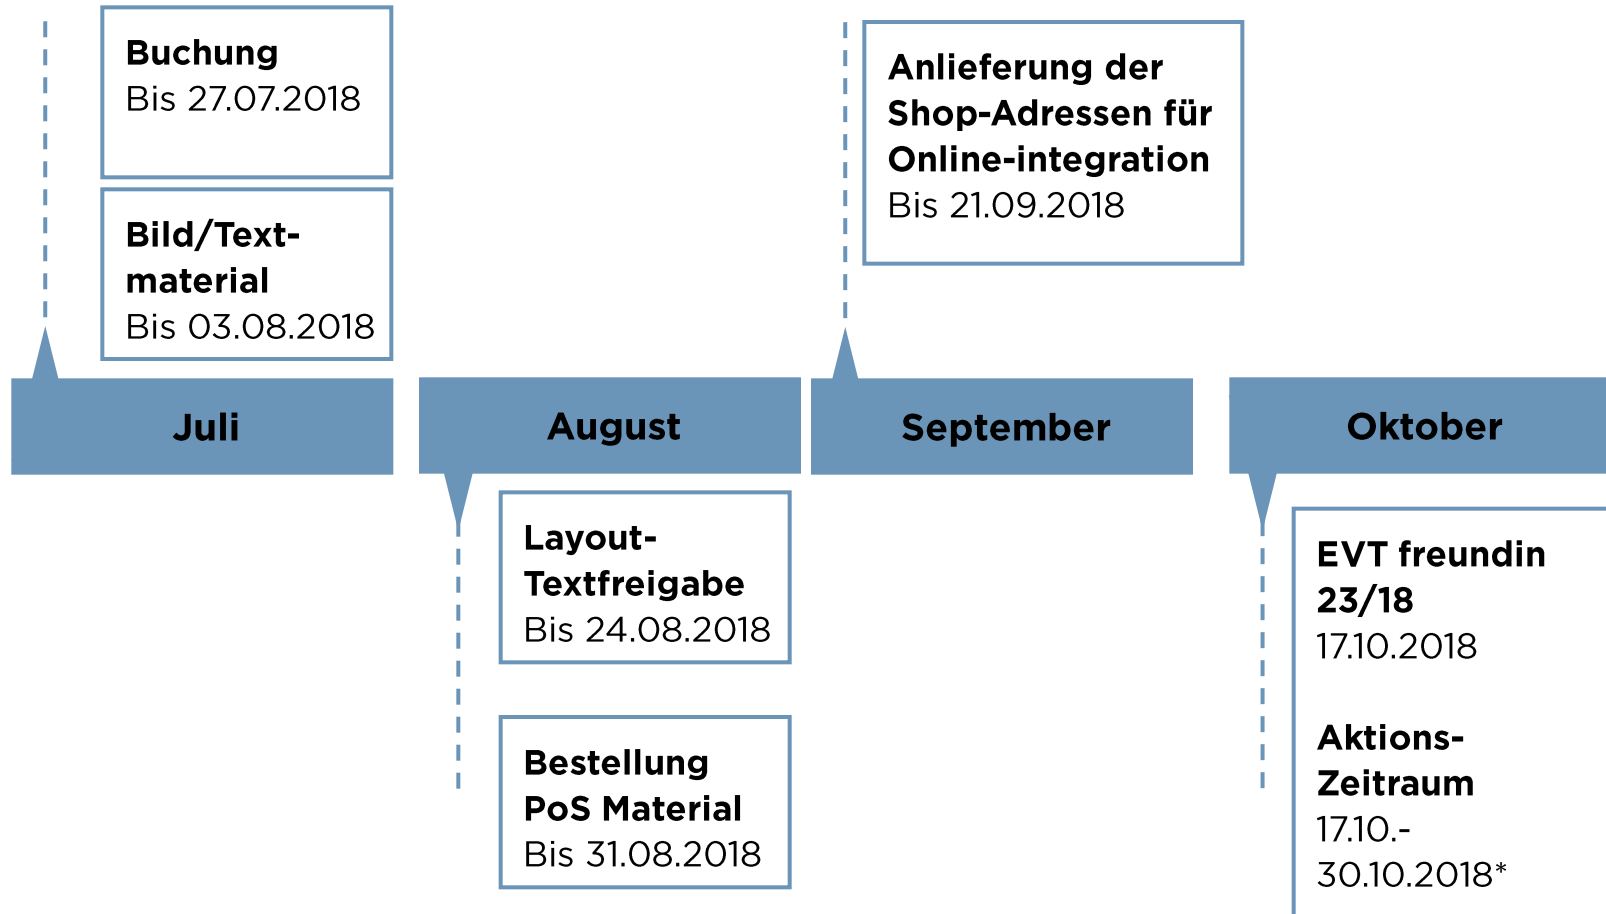 Buchung
Bis 27.07.2018
Bild/Text-
material
Bis 03.08.2018
Anlieferung der
Shop-Adressen für
Online-integration
Bis 21.09.2018
Juli
August
September
Oktober
Layout-
Textfreigabe
Bis 24.08.2018
Bestellung
PoS Material
Bis 31.08.2018
EVT freundin
23/18
17.10.2018
Aktions-
Zeitraum
17.10.-
30.10.2018*